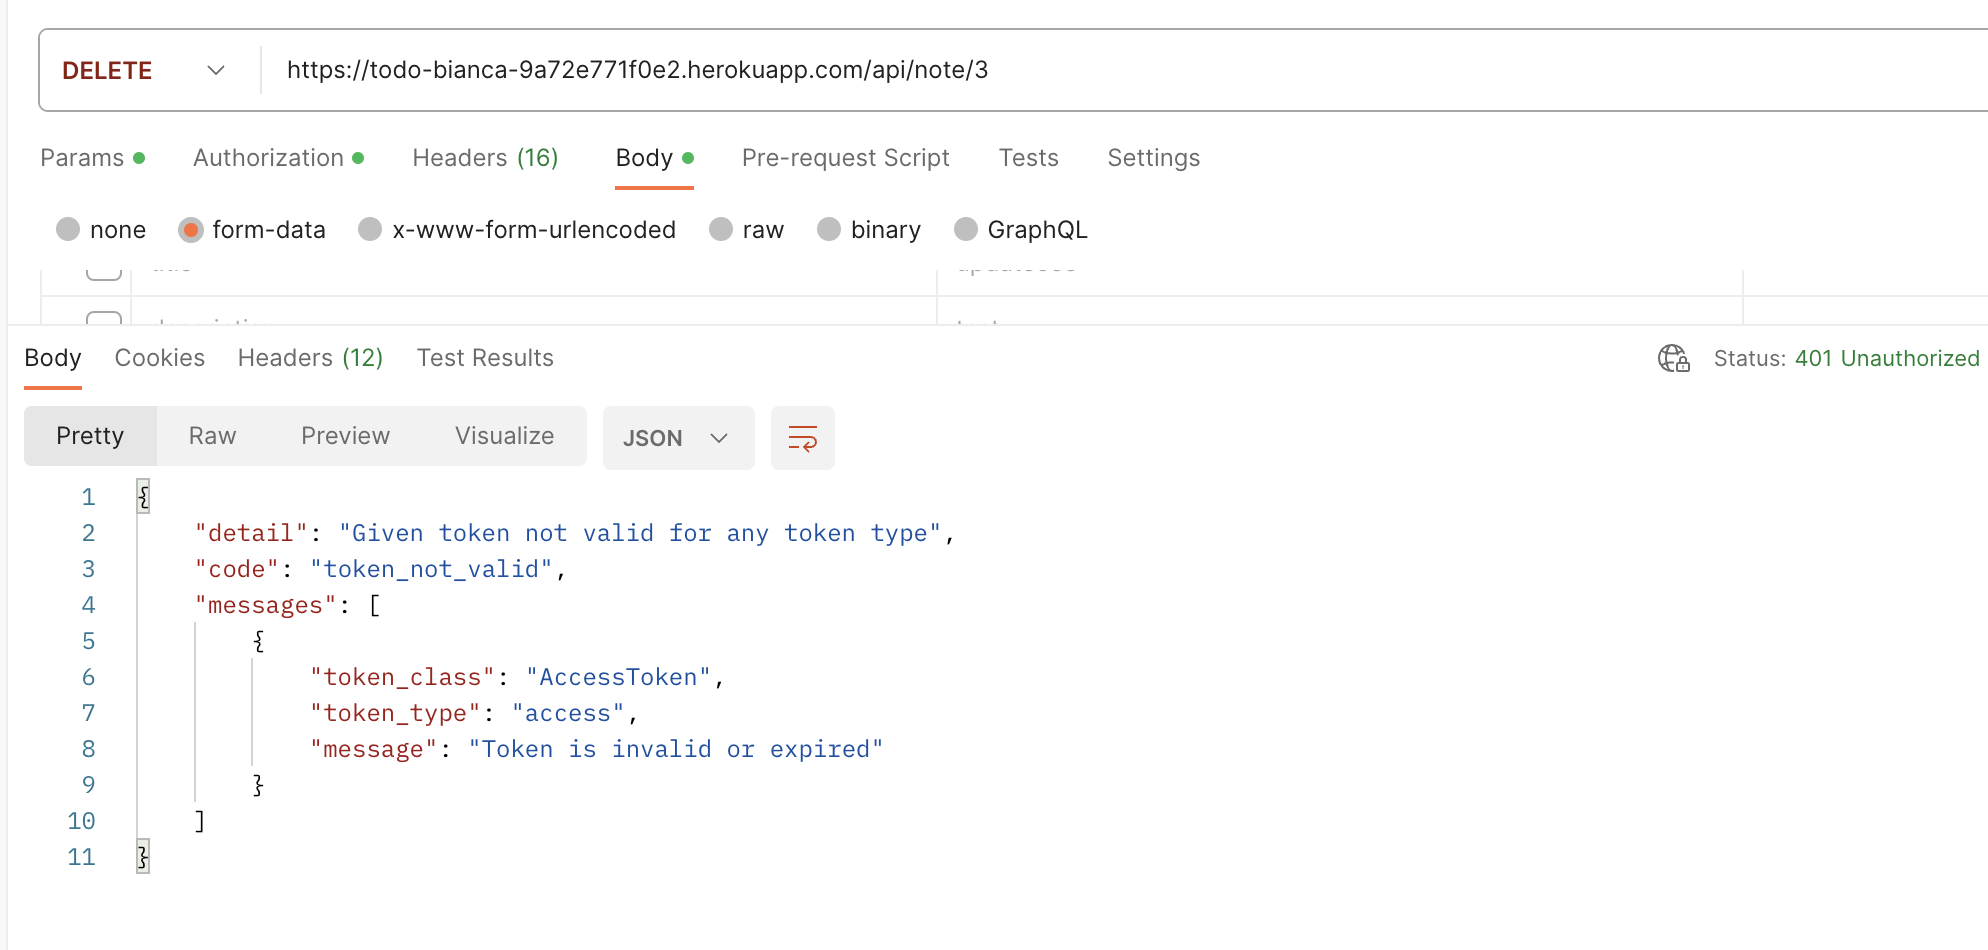 DELETE https://todo-bianca-9a72e771f0e2.herokuapp.com/api/note/3
Params Authorization Headers (16) Body Pre-request Script Tests Settings
none form-data x-www-form-urlencoded raw binary GraphQL
Body Cookies Headers (12) Test Results Status: 401 Unauthorized
Pretty Raw Preview Visualize JSON
1 {
2 "detail": "Given token not valid for any token type",
3 "code": "token_not_valid",
4 "messages": [
5 {
6 "token_class": "AccessToken",
7 "token_type": "access",
8 "message": "Token is invalid or expired"
9 }
10 ]
11 }